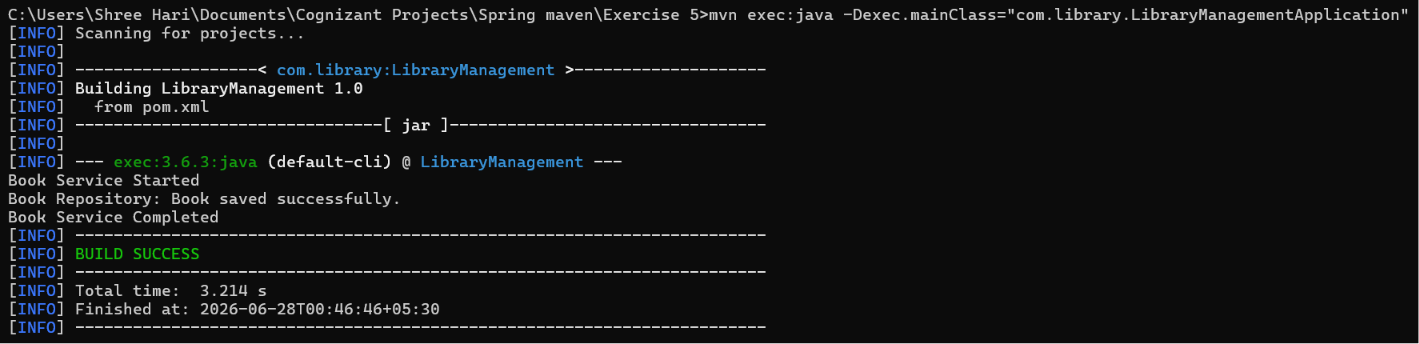 C:\Users\Shree Hari\Documents\Cognizant Projects\Spring maven\Exercise 5>mvn exec:java -Dexec.mainClass="com.library.LibraryManagementApplication"
[INFO] Scanning for projects...
[INFO]
[INFO] -------------------< com.library:LibraryManagement >--------------------
[INFO] Building LibraryManagement 1.0
[INFO]   from pom.xml
[INFO] --------------------------------[ jar ]---------------------------------
[INFO]
[INFO] --- exec:3.6.3:java (default-cli) @ LibraryManagement ---
Book Service Started
Book Repository: Book saved successfully.
Book Service Completed
[INFO] ------------------------------------------------------------------------
[INFO] BUILD SUCCESS
[INFO] ------------------------------------------------------------------------
[INFO] Total time:  3.214 s
[INFO] Finished at: 2026-06-28T00:46:46+05:30
[INFO] ------------------------------------------------------------------------